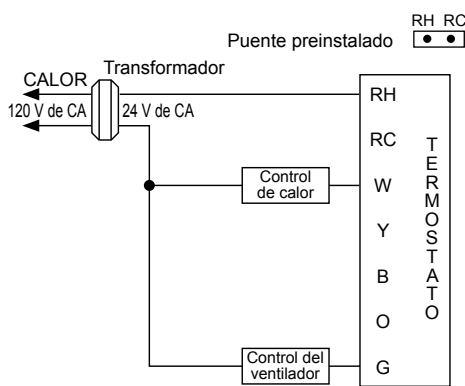 RH RC
Puente preinstalado
Transformador
CALOR
120 V de CA
24 V de CA
RH
RC
Control
de calor
W
Y
B
O
Control del
ventilador
G
TERMOSTATO